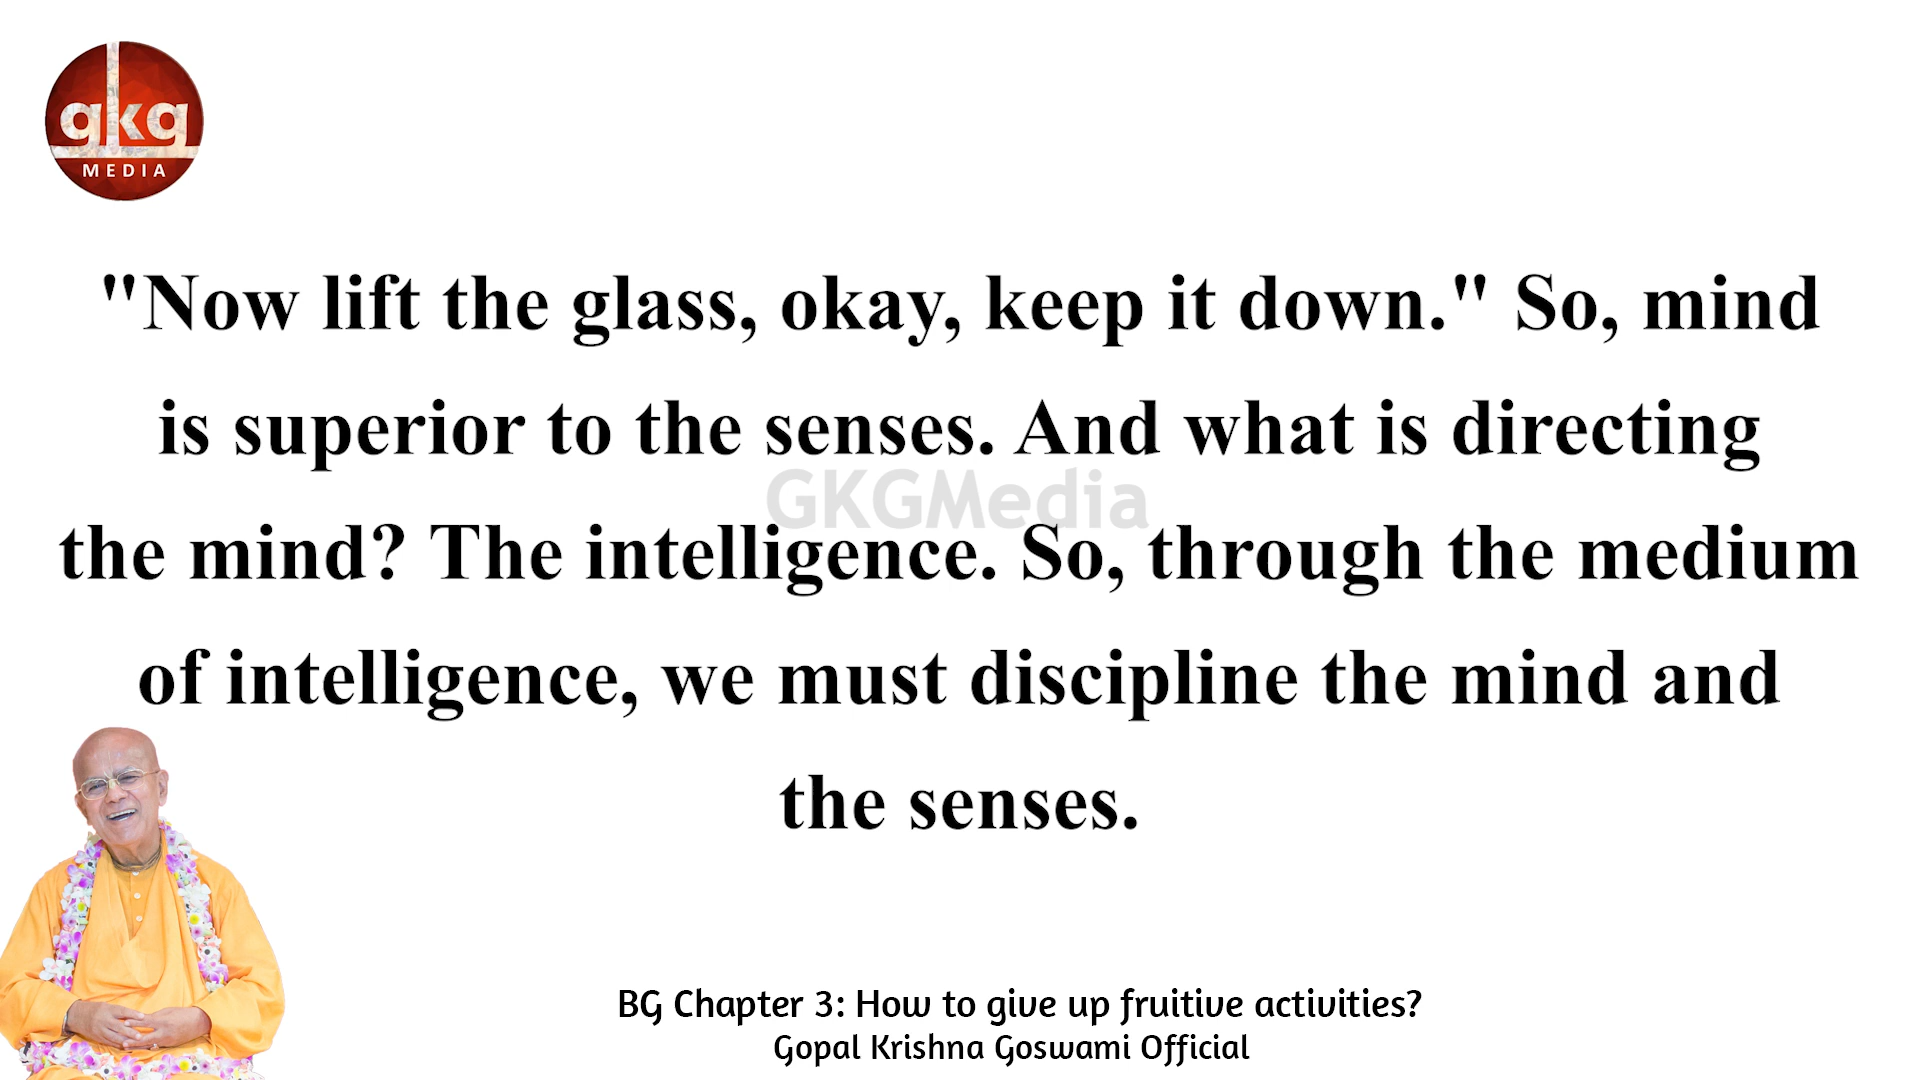 gkg
MEDIA
"Now lift the glass, okay, keep it down." So, mind
is superior to the senses. And what is directing
GKGMedia
the mind? The intelligence. So, through the medium
of intelligence, we must discipline the mind and
the senses.
BG Chapter 3: How to give up fruitive activities?
Gopal Krishna Goswami Official